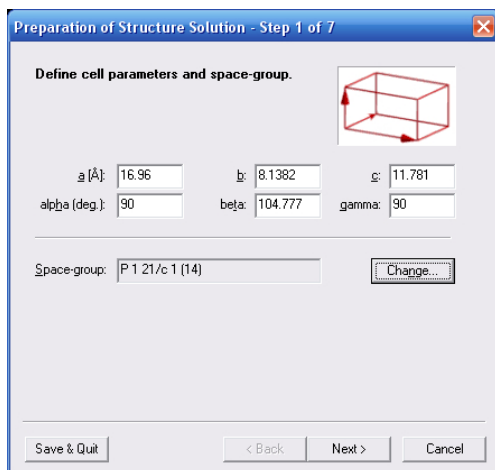 Preparation of Structure Solution - Step 1 of 7
Define cell parameters and space-group.
a [Å]: 16.96 b: 8.1382 c: 11.781
alpha (deg.): 90 beta: 104.777 gamma: 90
Space-group: P 1 21/c 1 (14) Change...
Save & Quit < Back Next > Cancel